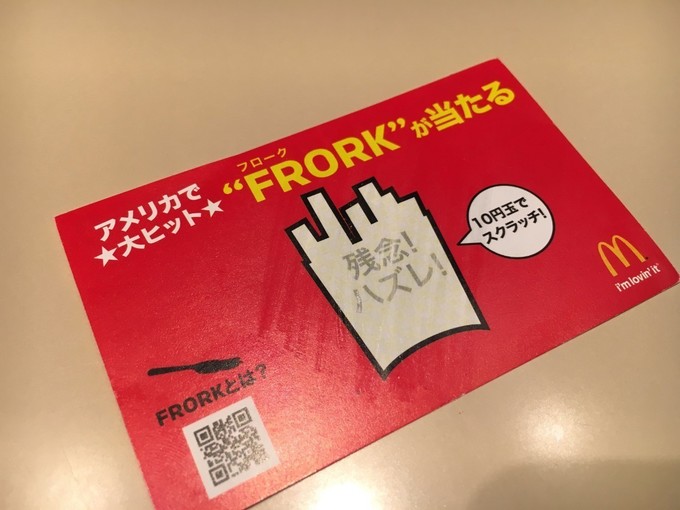 アメリカで
★大ヒット★
フローク
“FRORK”が当たる
残念！
ハズレ！
10円玉で
スクラッチ！
i'm lovin' it
FRORKとは？